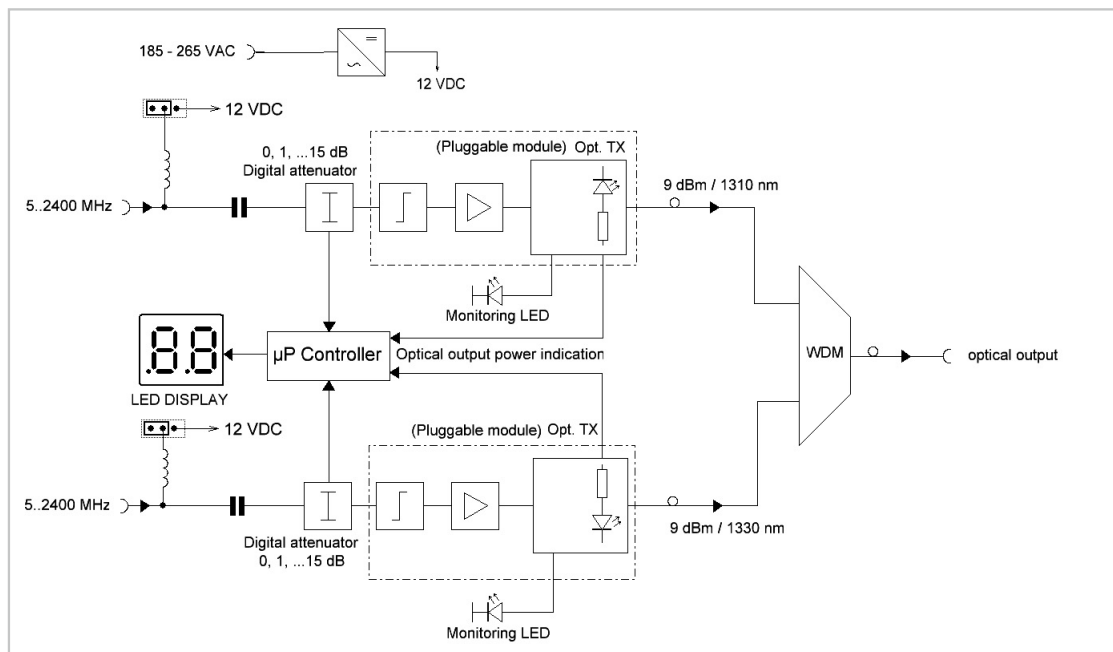 185 - 265 VAC
12 VDC
12 VDC
0, 1, ...15 dB
Digital attenuator
(Pluggable module) Opt. TX
9 dBm / 1310 nm
5..2400 MHz
Monitoring LED
.8.8
µP Controller
Optical output power indication
WDM
optical output
LED DISPLAY
12 VDC
(Pluggable module) Opt. TX
5..2400 MHz
9 dBm / 1330 nm
Digital attenuator
0, 1, ...15 dB
Monitoring LED